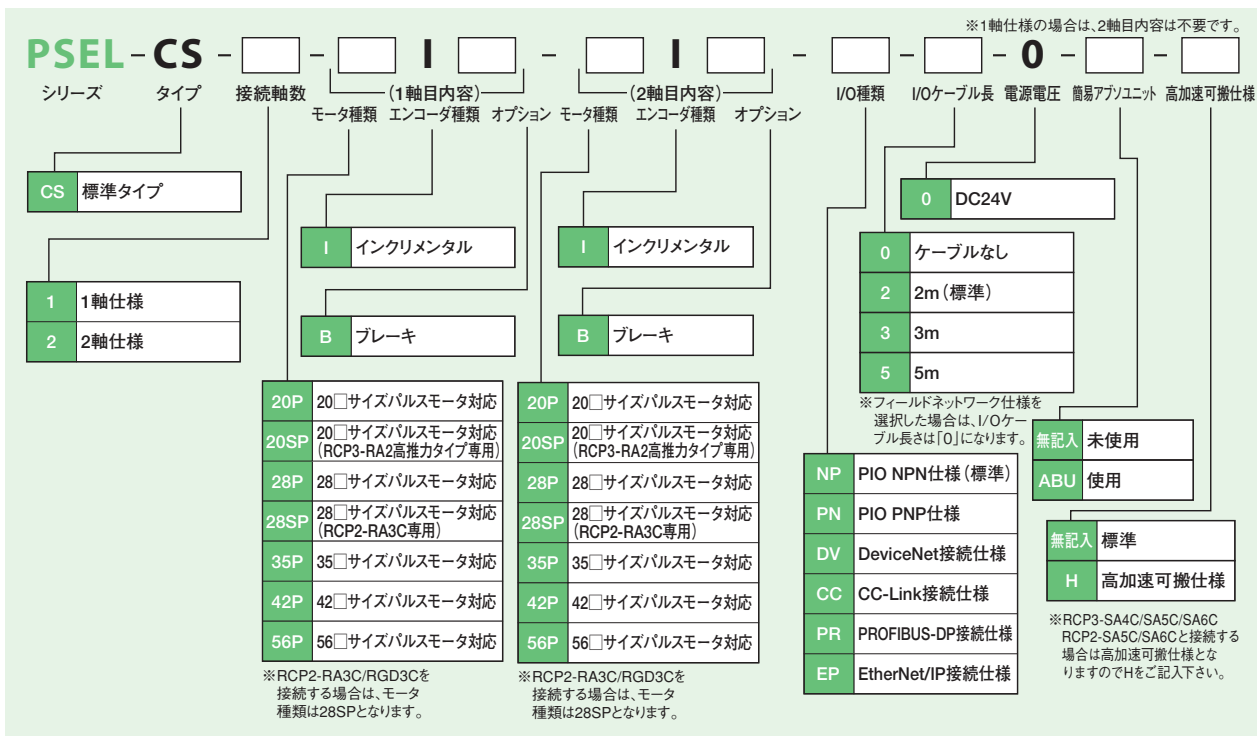 ※1軸仕様の場合は、2軸目内容は不要です。
PSEL-CS-□-□I□-□I□-□-□-0-□-□
シリーズ タイプ 接続軸数 (1軸目内容) (2軸目内容) I/O種類 I/Oケーブル長 電源電圧 簡易アブソユニット 高加速可搬仕様
モータ種類 エンコーダ種類 オプション モータ種類 エンコーダ種類 オプション
CS 標準タイプ
1 1軸仕様
2 2軸仕様
I インクリメンタル
B ブレーキ
20P 20□サイズパルスモータ対応
20SP 20□サイズパルスモータ対応
(RCP3-RA2高推力タイプ専用)
28P 28□サイズパルスモータ対応
28SP 28□サイズパルスモータ対応
(RCP2-RA3C専用)
35P 35□サイズパルスモータ対応
42P 42□サイズパルスモータ対応
56P 56□サイズパルスモータ対応
※RCP2-RA3C/RGD3Cを
接続する場合は、モータ
種類は28SPとなります。
I インクリメンタル
B ブレーキ
20P 20□サイズパルスモータ対応
20SP 20□サイズパルスモータ対応
(RCP3-RA2高推力タイプ専用)
28P 28□サイズパルスモータ対応
28SP 28□サイズパルスモータ対応
(RCP2-RA3C専用)
35P 35□サイズパルスモータ対応
42P 42□サイズパルスモータ対応
56P 56□サイズパルスモータ対応
※RCP2-RA3C/RGD3Cを
接続する場合は、モータ
種類は28SPとなります。
0 DC24V
0 ケーブルなし
2 2m(標準)
3 3m
5 5m
※フィールドネットワーク仕様を
選択した場合は、I/Oケー
ブル長さは「0」になります。
NP PIO NPN仕様(標準)
PN PIO PNP仕様
DV DeviceNet接続仕様
CC CC-Link接続仕様
PR PROFIBUS-DP接続仕様
EP EtherNet/IP接続仕様
無記入 未使用
ABU 使用
無記入 標準
H 高加速可搬仕様
※RCP3-SA4C/SA5C/SA6C
RCP2-SA5C/SA6Cと接続する
場合は高加速可搬仕様とな
りますのでHをご記入下さい。